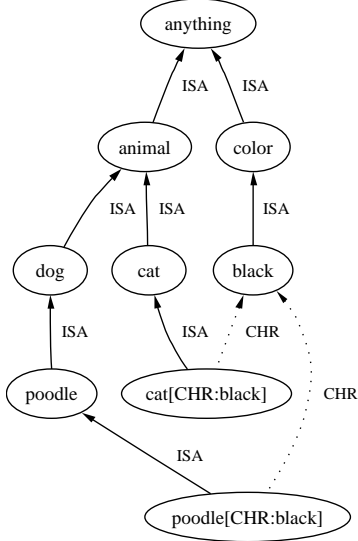 anything
ISA ISA
animal color
ISA ISA ISA
dog cat black
ISA ISA CHR
poodle cat[CHR:black] CHR
ISA
poodle[CHR:black]